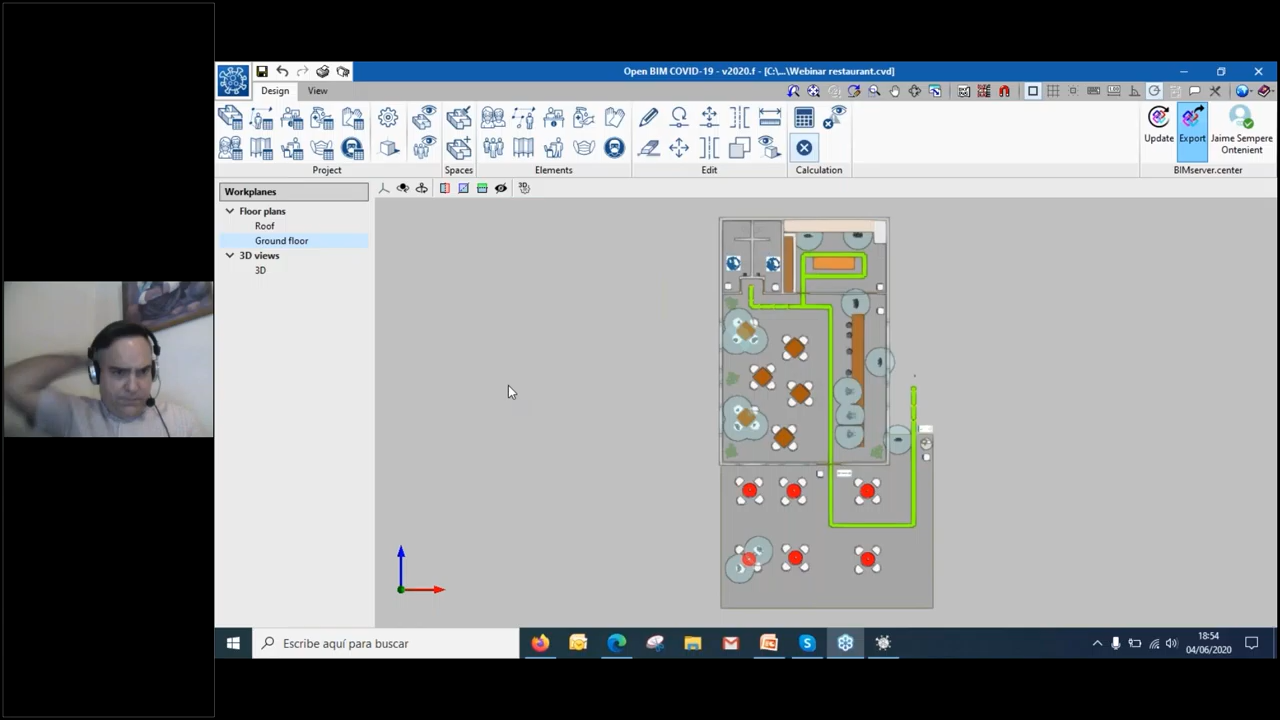 Open BIM COVID-19 - v2020.f - [C:\...\Webinar restaurant.cvd]
Design View
Update
Export
Jaime Sempere
Ontenient
Project
Spaces
Elements
Edit
Calculation
BIMserver.center
Workplanes
Floor plans
Roof
Ground floor
3D views
3D
Escribe aquí para buscar
18:54
04/06/2020